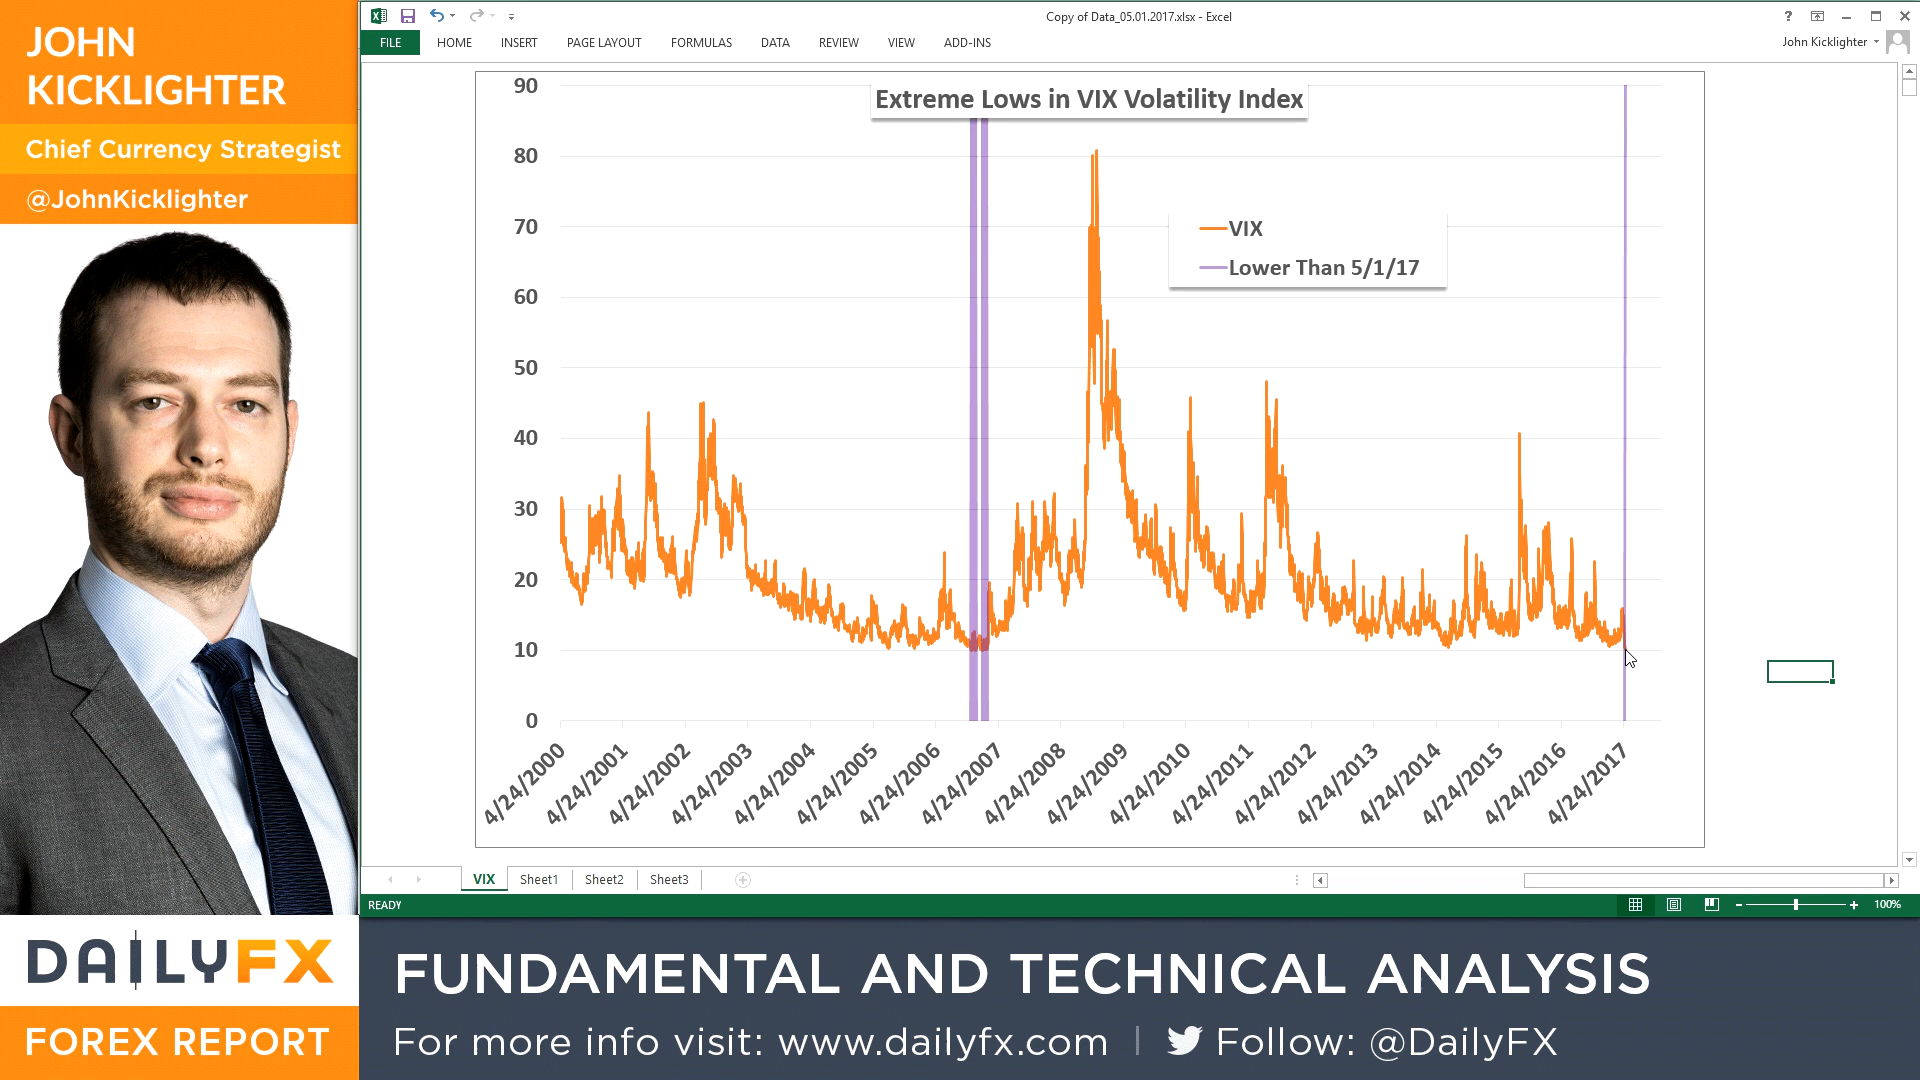 JOHN
KICKLIGHTER
Chief Currency Strategist
@JohnKicklighter
Copy of Data_05.01.2017.xlsx - Excel
?
FILE HOME INSERT PAGE LAYOUT FORMULAS DATA REVIEW VIEW ADD-INS
John Kicklighter
Extreme Lows in VIX Volatility Index
VIX
Lower Than 5/1/17
90
80
70
60
50
40
30
20
10
0
4/24/2000
4/24/2001
4/24/2002
4/24/2003
4/24/2004
4/24/2005
4/24/2006
4/24/2007
4/24/2008
4/24/2009
4/24/2010
4/24/2011
4/24/2012
4/24/2013
4/24/2014
4/24/2015
4/24/2016
4/24/2017
VIX Sheet1 Sheet2 Sheet3
READY
100%
DAILYFX
FOREX REPORT
FUNDAMENTAL AND TECHNICAL ANALYSIS
For more info visit: www.dailyfx.com | Follow: @DailyFX